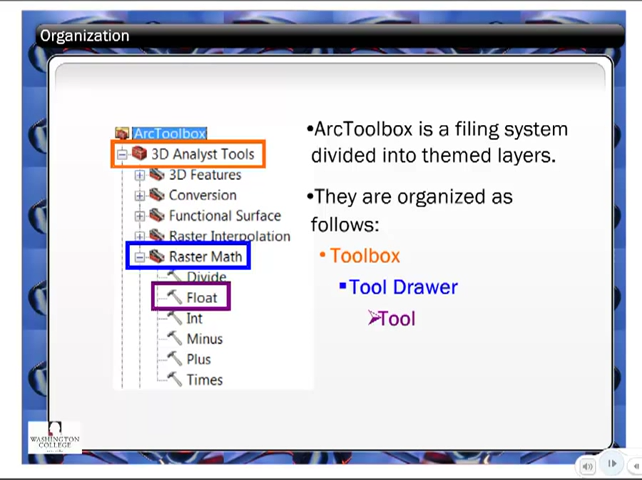 Organization
ArcToolbox
3D Analyst Tools
3D Features
Conversion
Functional Surface
Raster Interpolation
Raster Math
Divide
Float
Int
Minus
Plus
Times
•ArcToolbox is a filing system
divided into themed layers.
•They are organized as
follows:
• Toolbox
▪Tool Drawer
➢Tool
WASHINGTON
COLLEGE